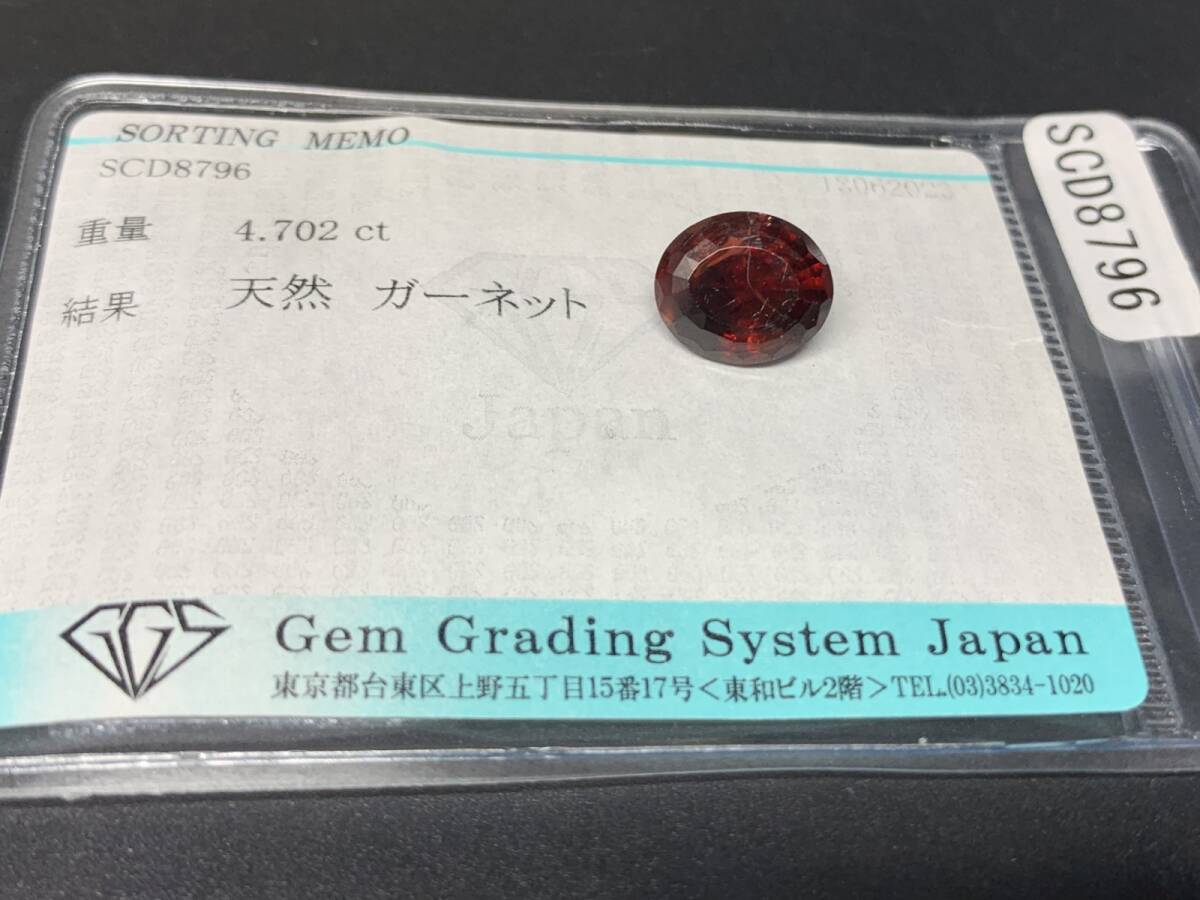 SORTING MEMO
SCD8796
13062023
重量 4.702 ct
結果 天然 ガーネット
Japan
GGS
Gem Grading System Japan
東京都台東区上野五丁目15番17号<東和ビル2階>TEL.(03)3834-1020
SCD8796